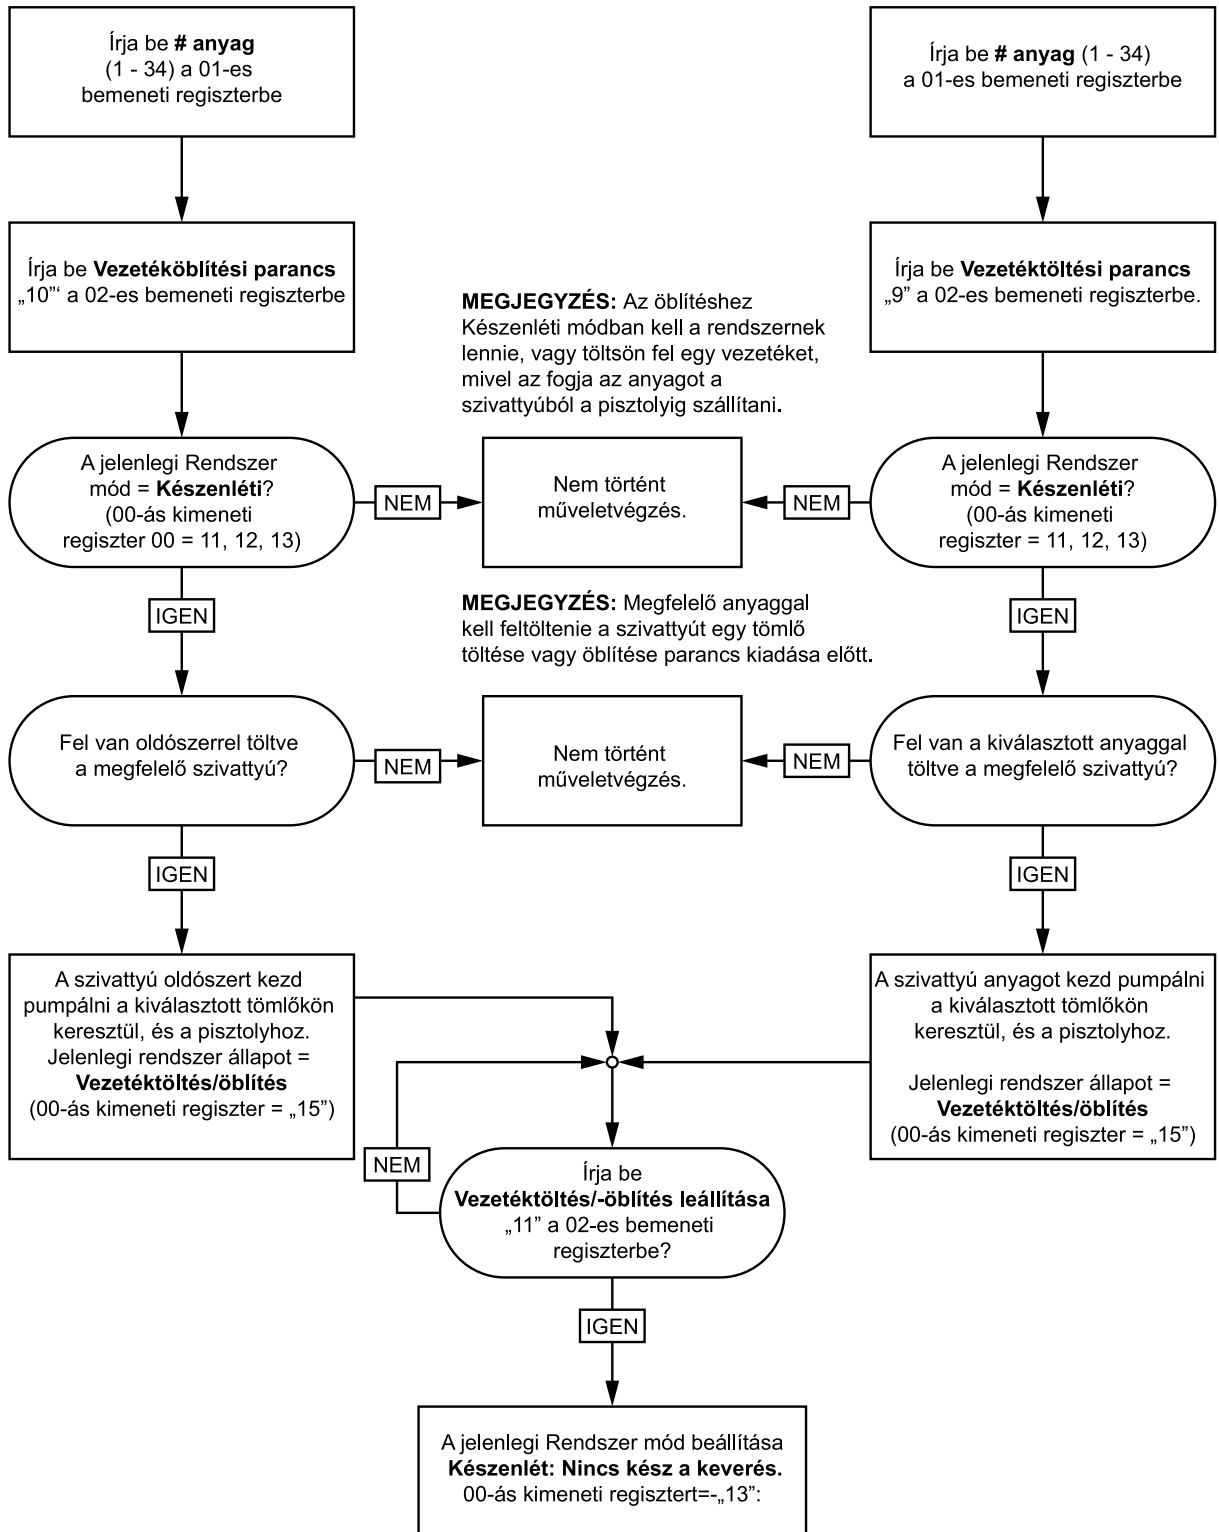 Írja be # anyag
(1 - 34) a 01-es
bemeneti regiszterbe
Írja be # anyag (1 - 34)
a 01-es bemeneti regiszterbe
Írja be Vezetéköblítési parancs
„10”‘ a 02-es bemeneti regiszterbe
Írja be Vezetéktöltési parancs
„9” a 02-es bemeneti regiszterbe.
MEGJEGYZÉS: Az öblítéshez
Készenléti módban kell a rendszernek
lennie, vagy töltsön fel egy vezetéket,
mivel az fogja az anyagot a
szivattyúból a pisztolyig szállítani.
A jelenlegi Rendszer
mód = Készenléti?
(00-ás kimeneti
regiszter 00 = 11, 12, 13)
NEM
Nem történt
műveletvégzés.
NEM
A jelenlegi Rendszer
mód = Készenléti?
(00-ás kimeneti
regiszter = 11, 12, 13)
IGEN
IGEN
MEGJEGYZÉS: Megfelelő anyaggal
kell feltöltenie a szivattyút egy tömlő
töltése vagy öblítése parancs kiadása előtt.
Fel van oldószerrel töltve
a megfelelő szivattyú?
NEM
Nem történt
műveletvégzés.
NEM
Fel van a kiválasztott anyaggal
töltve a megfelelő szivattyú?
IGEN
IGEN
A szivattyú oldószert kezd
pumpálni a kiválasztott tömlőkön
keresztül, és a pisztolyhoz.
Jelenlegi rendszer állapot =
Vezetéktöltés/öblítés
(00-ás kimeneti regiszter = „15”)
A szivattyú anyagot kezd pumpálni
a kiválasztott tömlőkön
keresztül, és a pisztolyhoz.
Jelenlegi rendszer állapot =
Vezetéktöltés/öblítés
(00-ás kimeneti regiszter = „15”)
NEM
Írja be
Vezetéktöltés/-öblítés leállítása
„11” a 02-es bemeneti
regiszterbe?
IGEN
A jelenlegi Rendszer mód beállítása
Készenlét: Nincs kész a keverés.
00-ás kimeneti regisztert=-„13”: